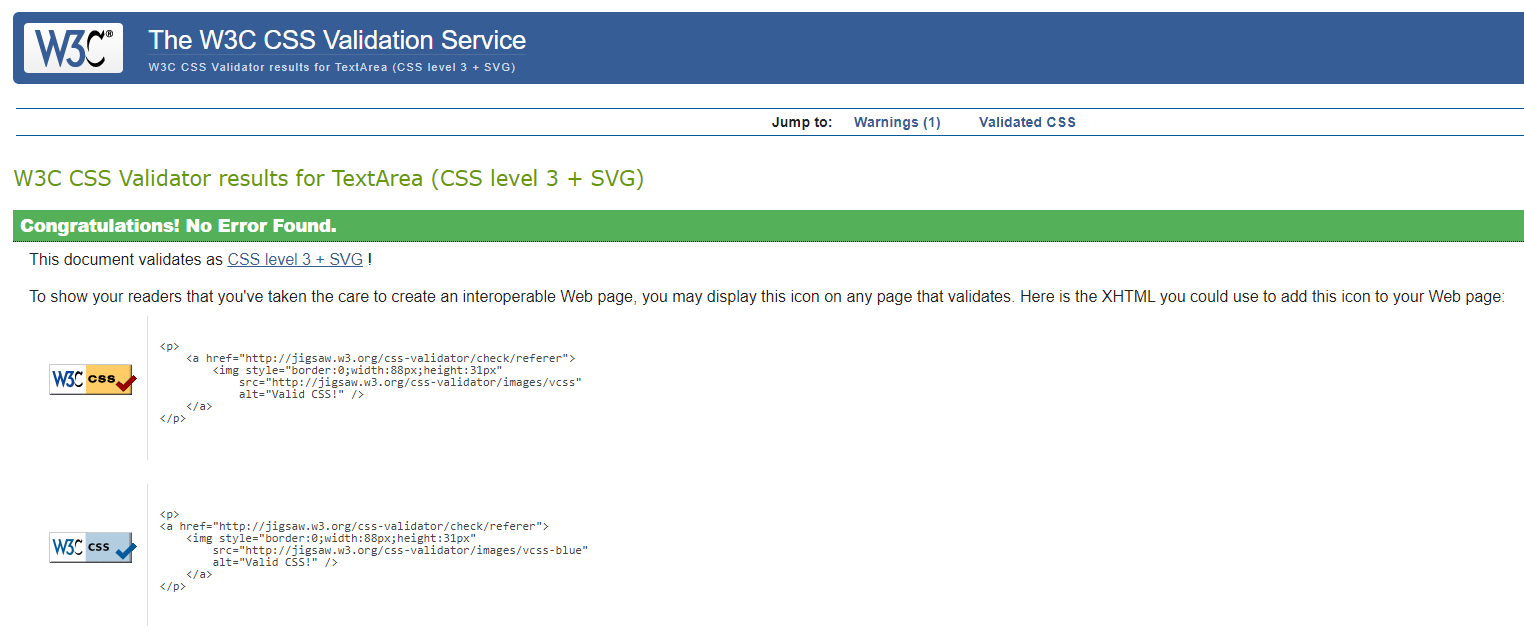 W3C®
The W3C CSS Validation Service
W3C CSS Validator results for TextArea (CSS level 3 + SVG)
Jump to: Warnings (1) Validated CSS
W3C CSS Validator results for TextArea (CSS level 3 + SVG)
Congratulations! No Error Found.
This document validates as CSS level 3 + SVG !
To show your readers that you've taken the care to create an interoperable Web page, you may display this icon on any page that validates. Here is the XHTML you could use to add this icon to your Web page:
W3C css
<p>
<a href="http://jigsaw.w3.org/css-validator/check/referer">
<img style="border:0;width:88px;height:31px"
src="http://jigsaw.w3.org/css-validator/images/vcss"
alt="Valid CSS!" />
</a>
</p>
W3C css
<p>
<a href="http://jigsaw.w3.org/css-validator/check/referer">
<img style="border:0;width:88px;height:31px"
src="http://jigsaw.w3.org/css-validator/images/vcss-blue"
alt="Valid CSS!" />
</a>
</p>